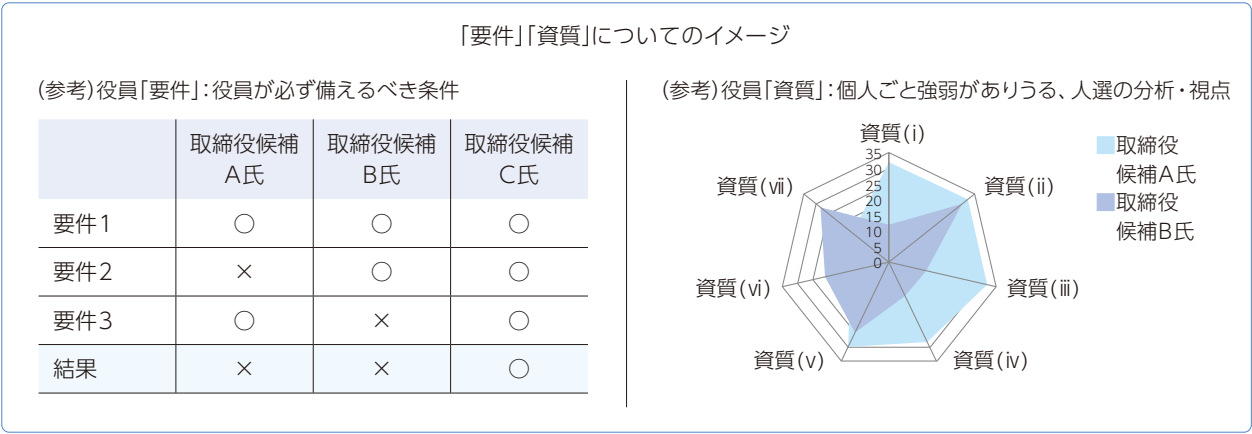 「要件」「資質」についてのイメージ
(参考)役員「要件」：役員が必ず備えるべき条件
取締役候補 取締役候補 取締役候補
A氏 B氏 C氏
要件1 ○ ○ ○
要件2 × ○ ○
要件3 ○ × ○
結果 × × ○
(参考)役員「資質」：個人ごと強弱がありうる、人選の分析・視点
資質(ⅰ)
35
30
25
20
15
10
5
0
資質(ⅱ)
資質(ⅲ)
資質(ⅳ)
資質(ⅴ)
資質(ⅵ)
資質(ⅶ)
取締役
候補A氏
取締役
候補B氏